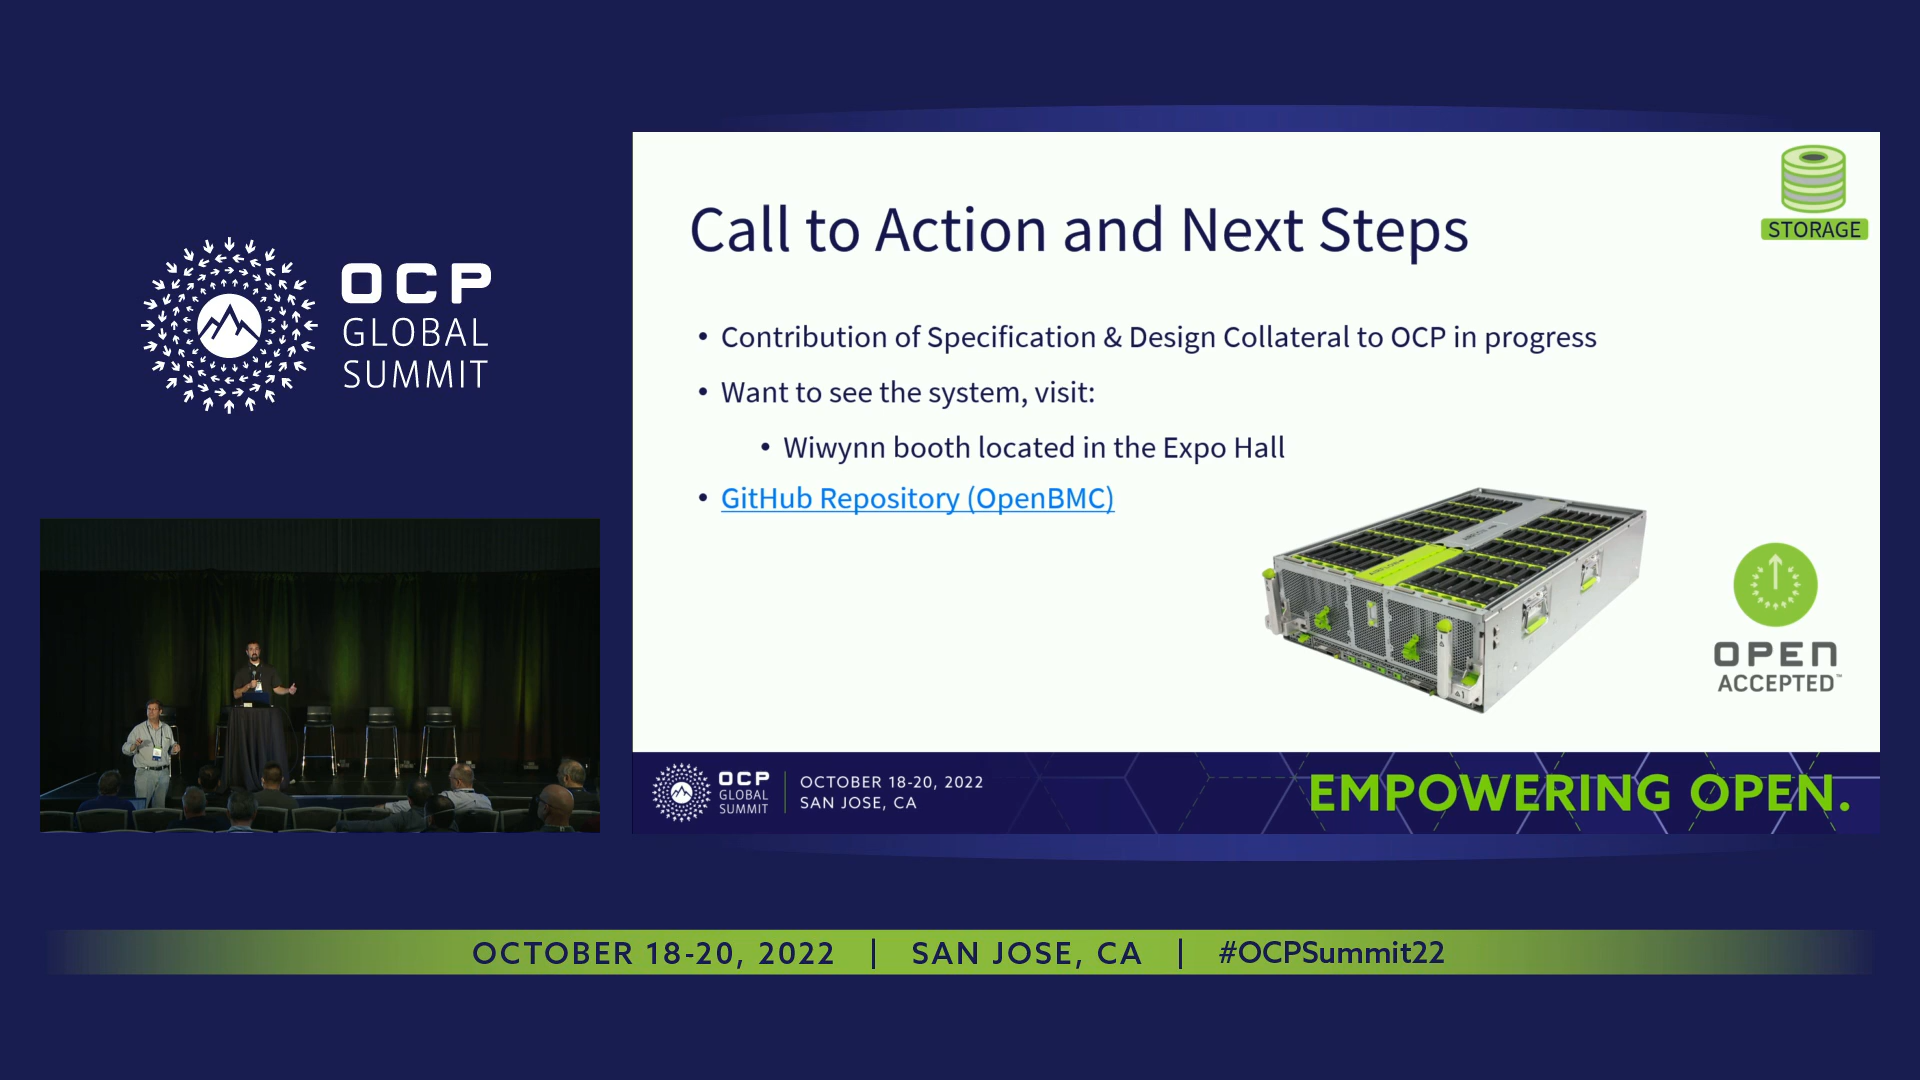 OCP
GLOBAL
SUMMIT
STORAGE
Call to Action and Next Steps
• Contribution of Specification & Design Collateral to OCP in progress
• Want to see the system, visit:
• Wiwynn booth located in the Expo Hall
• GitHub Repository (OpenBMC)
OPEN
ACCEPTED™
OCP
GLOBAL
SUMMIT
OCTOBER 18-20, 2022
SAN JOSE, CA
EMPOWERING OPEN.
OCTOBER 18-20, 2022 | SAN JOSE, CA | #OCPSummit22